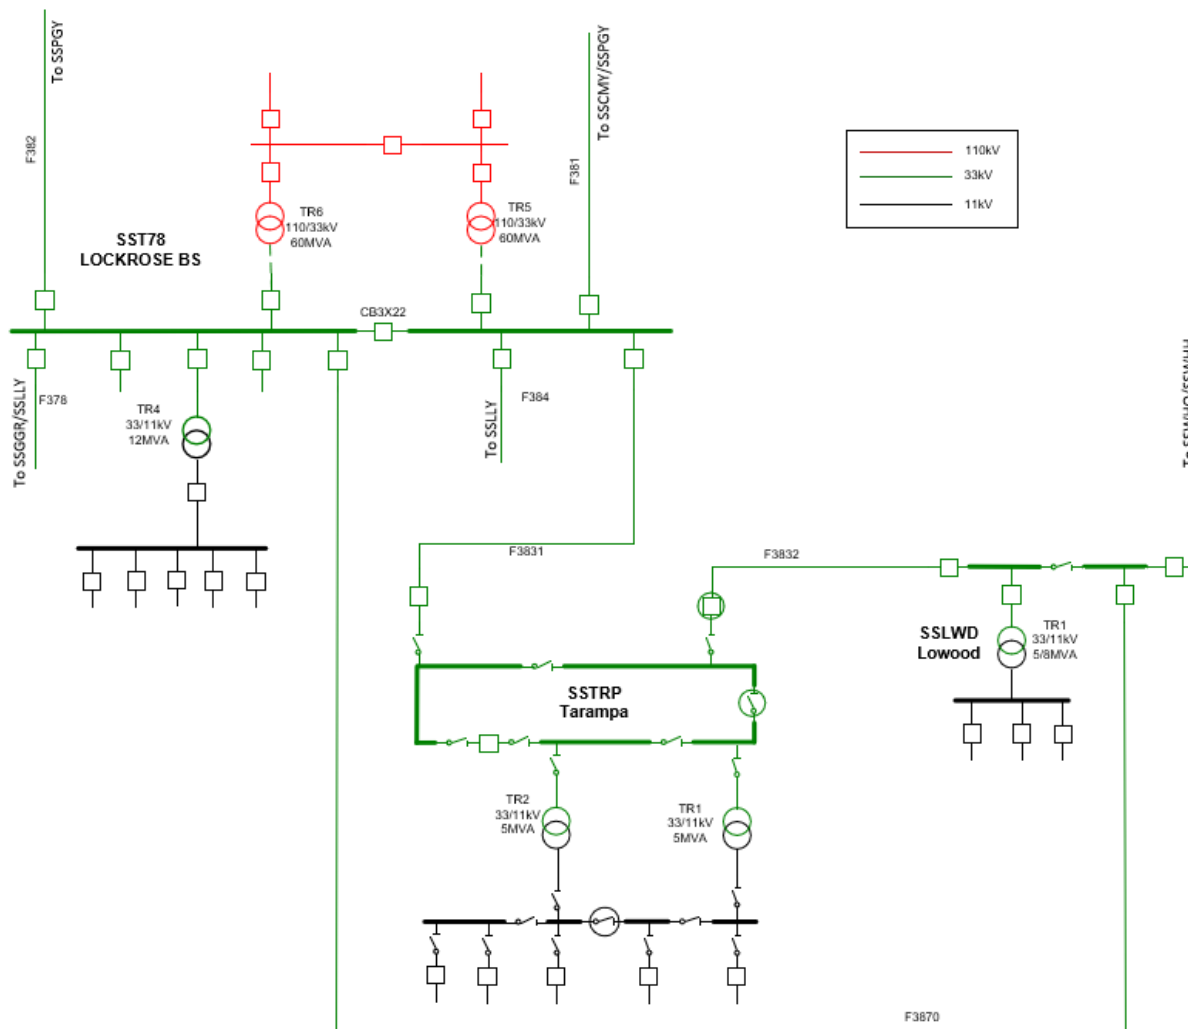 To SSPGY
F382
To SSCMY/SSPGY
F381
110kV
33kV
11kV
TR6
110/33kV
60MVA
TR5
110/33kV
60MVA
SST78
LOCKROSE BS
CB3X22
To SSGGR/SSLLY
F378
TR4
33/11kV
12MVA
To SSLLY
F384
F3831
F3832
SSLWD
Lowood
TR1
33/11kV
5/8MVA
SSTRP
Tarampa
TR2
33/11kV
5MVA
TR1
33/11kV
5MVA
F3870